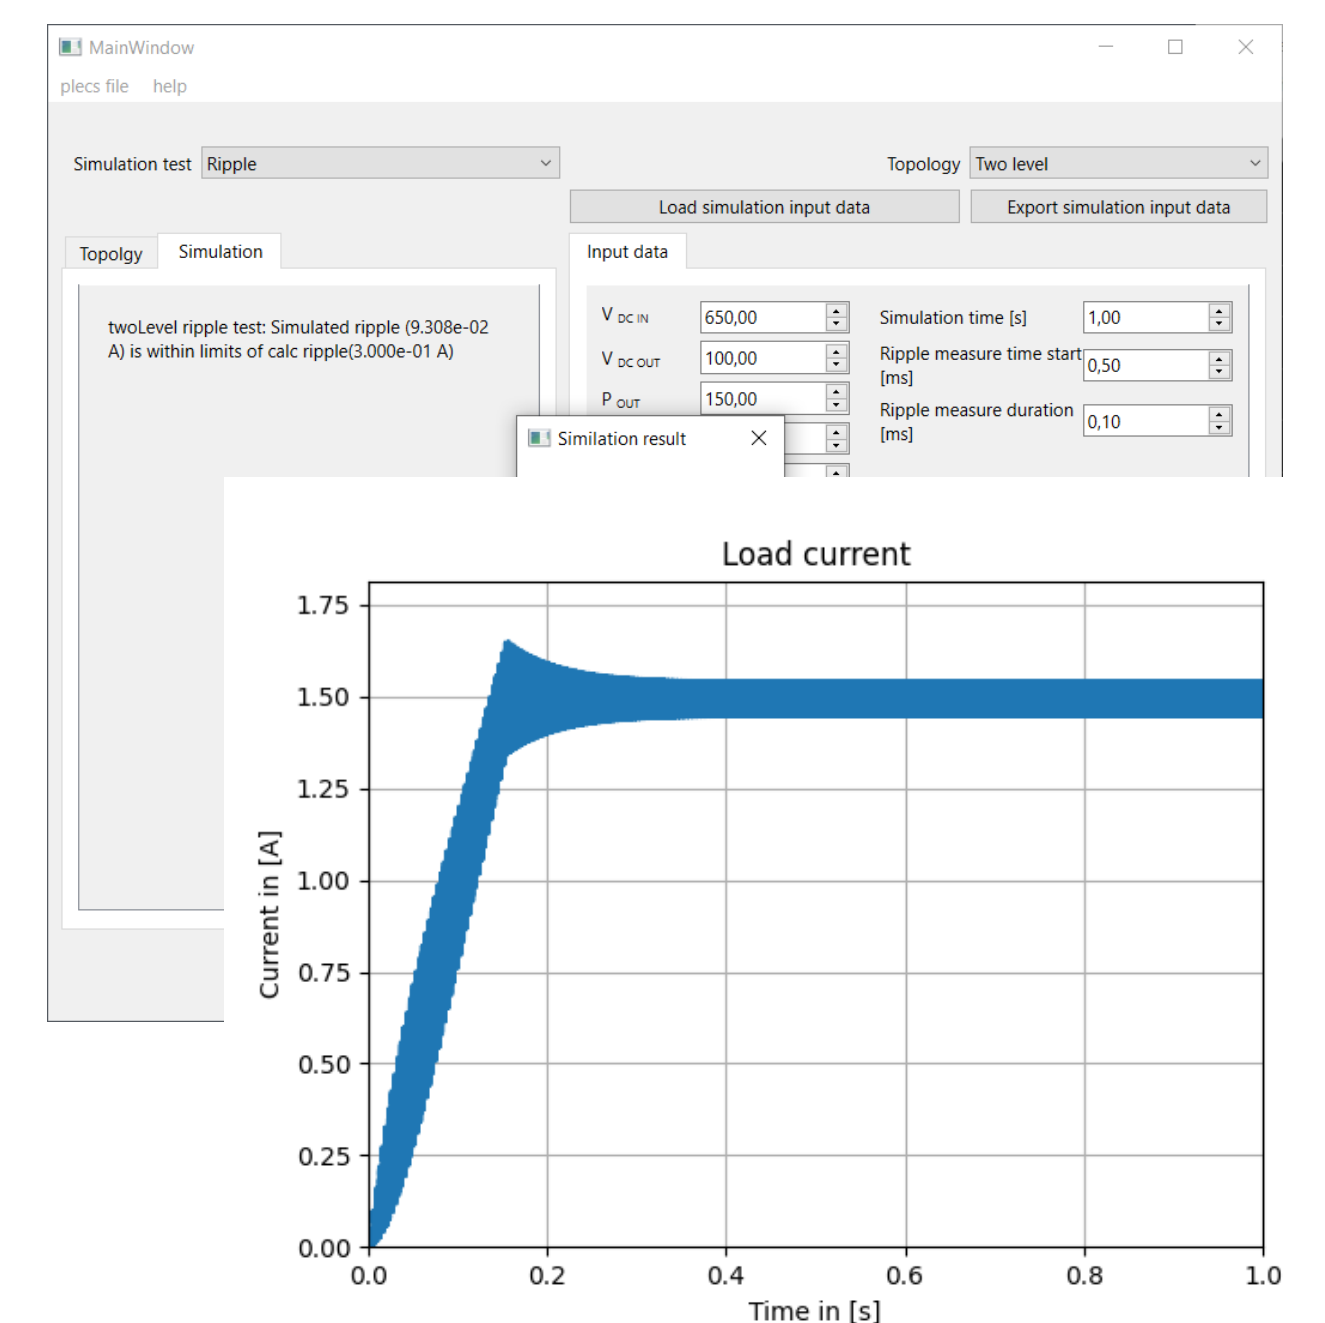 MainWindow
plecs file help
Simulation test Ripple Topology Two level
Load simulation input data Export simulation input data
Topolgy Simulation Input data
twoLevel ripple test: Simulated ripple (9.308e-02
A) is within limits of calc ripple(3.000e-01 A)
V DC IN 650,00
V DC OUT 100,00
P OUT 150,00
Simulation time [s] 1,00
Ripple measure time start
[ms] 0,50
Ripple measure duration
[ms] 0,10
Similation result
Load current
1.75
1.50
1.25
1.00
0.75
0.50
0.25
0.00
Current in [A]
0.0 0.2 0.4 0.6 0.8 1.0
Time in [s]